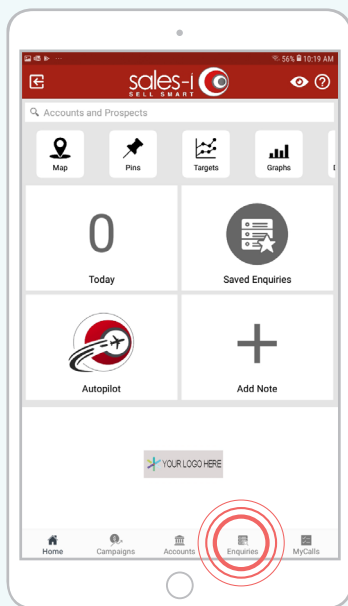 56% 10:19 AM
sales-i
SELL SMART
Accounts and Prospects
Map Pins Targets Graphs
0
Today Saved Enquiries
Autopilot Add Note
YOUR LOGO HERE
Home Campaigns Accounts Enquiries MyCalls